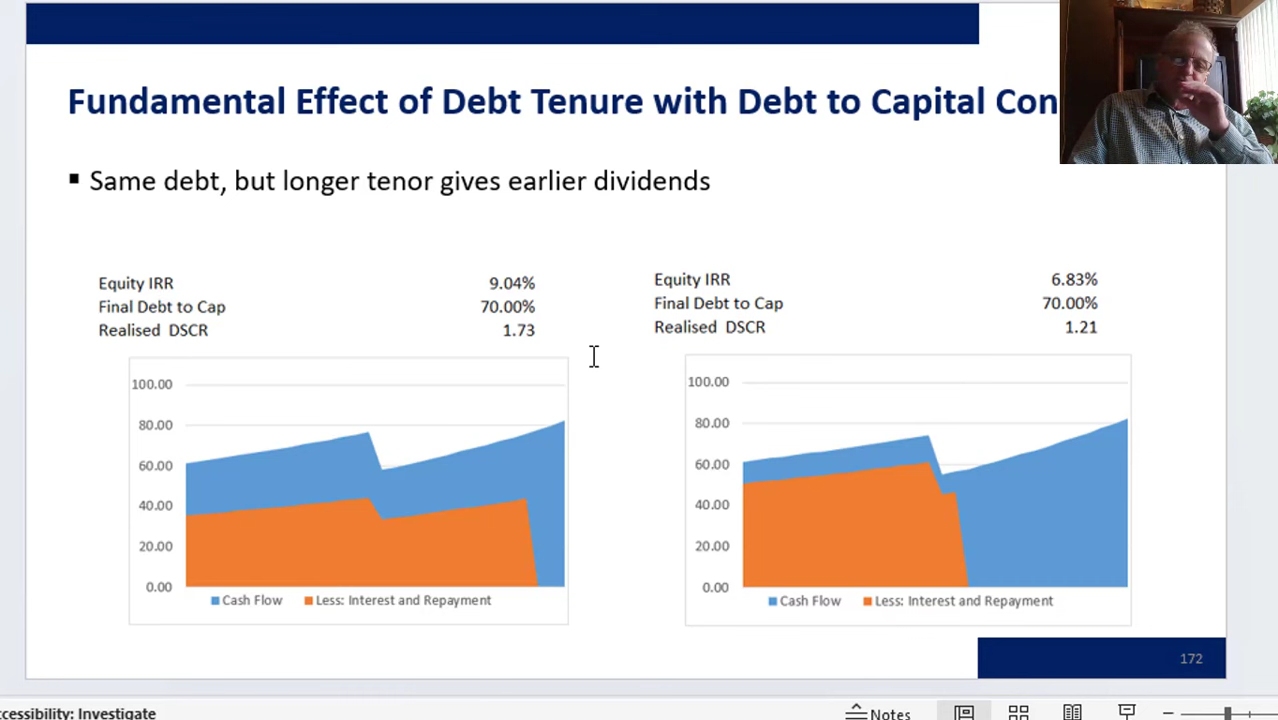 Fundamental Effect of Debt Tenure with Debt to Capital Con
▪ Same debt, but longer tenor gives earlier dividends
Equity IRR 9.04%
Final Debt to Cap 70.00%
Realised DSCR 1.73
100.00
80.00
60.00
40.00
20.00
0.00
Cash Flow Less: Interest and Repayment
Equity IRR 6.83%
Final Debt to Cap 70.00%
Realised DSCR 1.21
100.00
80.00
60.00
40.00
20.00
0.00
Cash Flow Less: Interest and Repayment
172
ccessibility: Investigate
Notes